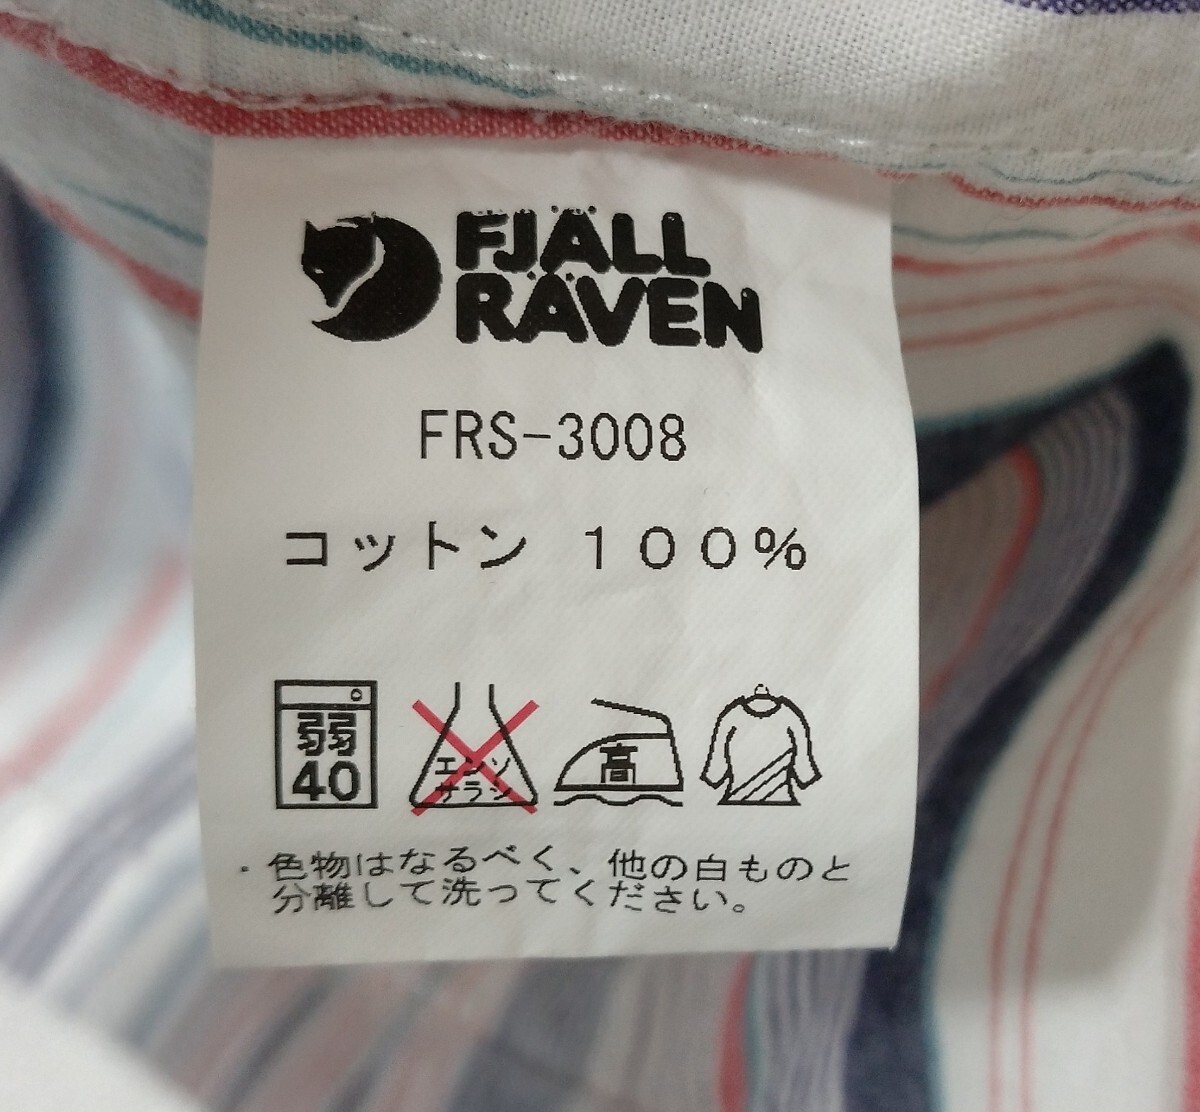 FJÄLL
RÄVEN
FRS-3008
コットン １００％
弱
40
エンソ
サラシ
高
・色物はなるべく、他の白ものと
分離して洗ってください。